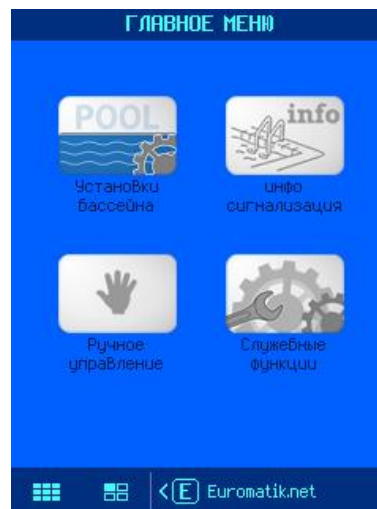 ГЛАВНОЕ МЕНЮ
POOL
info
Установки
бассейна
инфо
сигнализация
Ручное
управление
Служебные
функции
<E Euromatik.net